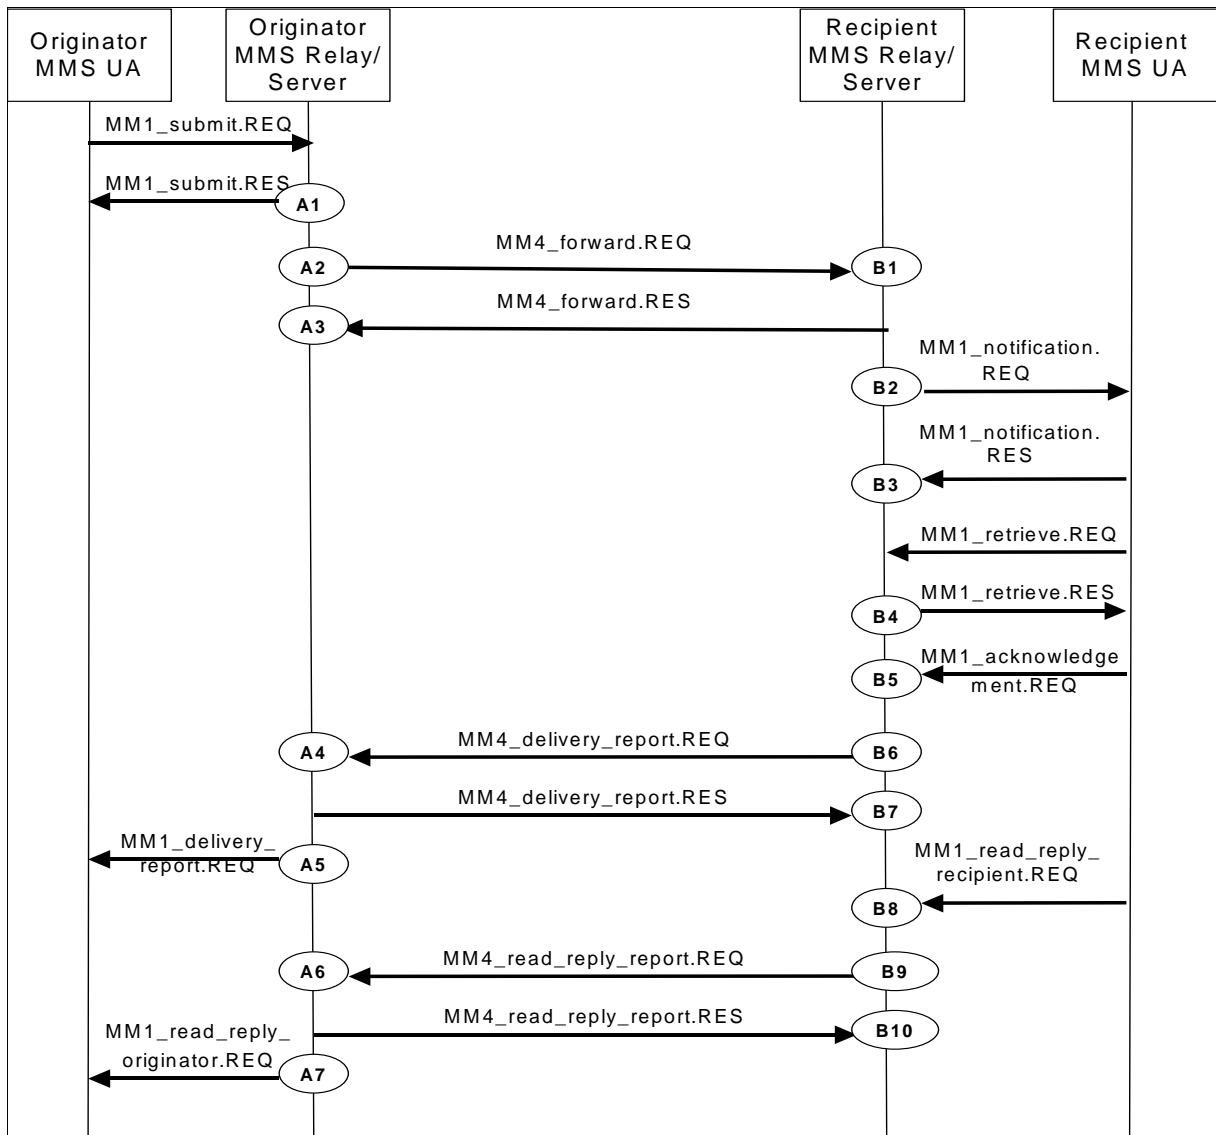 Originator
MMS UA
Originator
MMS Relay/
Server
Recipient
MMS Relay/
Server
Recipient
MMS UA
MM1_submit.REQ
MM1_submit.RES
A1
MM4_forward.REQ
A2
B1
MM4_forward.RES
A3
MM1_notification.
REQ
B2
MM1_notification.
RES
B3
MM1_retrieve.REQ
MM1_retrieve.RES
B4
MM1_acknowledge
ment.REQ
B5
MM4_delivery_report.REQ
A4
B6
MM4_delivery_report.RES
B7
MM1_delivery_
report.REQ
A5
MM1_read_reply_
recipient.REQ
B8
MM4_read_reply_report.REQ
A6
B9
MM4_read_reply_report.RES
B10
MM1_read_reply_
originator.REQ
A7